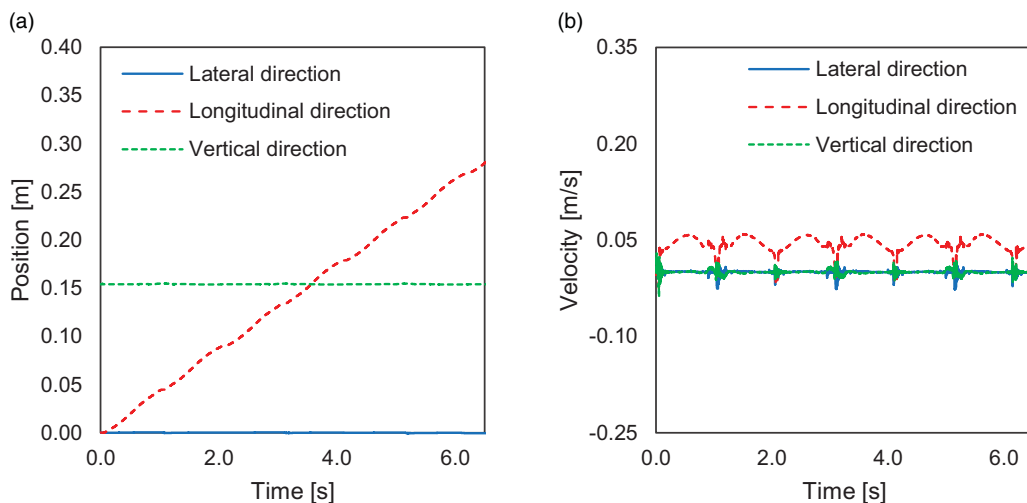 (a)
0.40
0.35
0.30
0.25
0.20
0.15
0.10
0.05
0.00
Position [m]
Lateral direction
Longitudinal direction
Vertical direction
0.0 2.0 4.0 6.0
Time [s]
(b)
0.35
0.20
0.05
-0.10
-0.25
Velocity [m/s]
Lateral direction
Longitudinal direction
Vertical direction
0.0 2.0 4.0 6.0
Time [s]